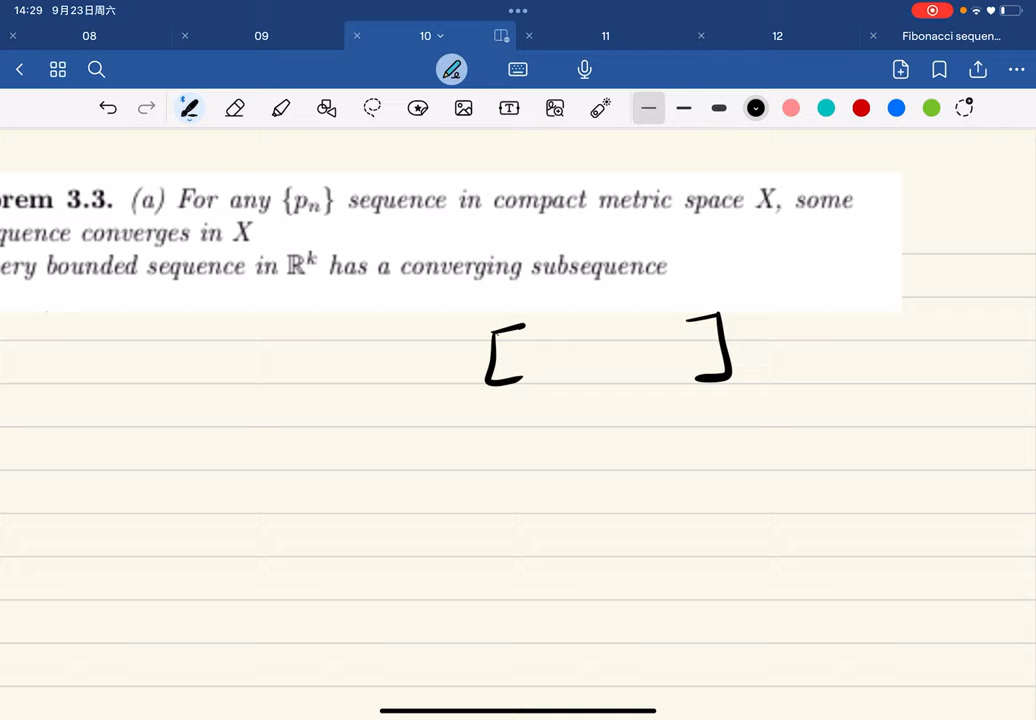 14:29 9月23日周六
08
09
10
11
12
Fibonacci sequen...
rem 3.3. (a) For any {pₙ} sequence in compact metric space X, some
quence converges in X
ery bounded sequence in ℝᵏ has a converging subsequence
[ ]